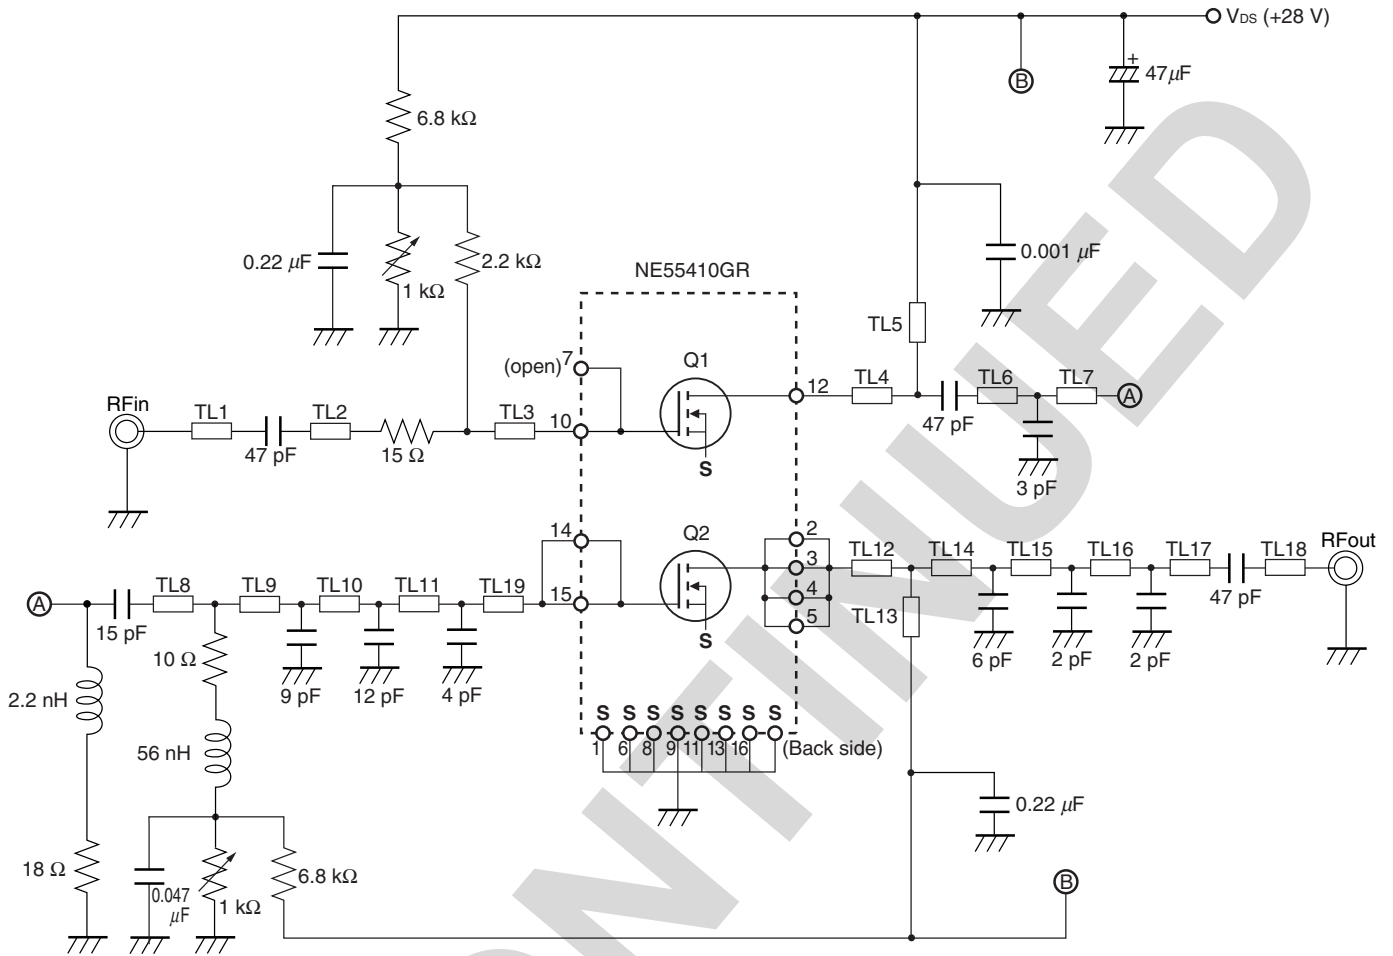 VDS (+28 V)
B
+
47 μF
6.8 kΩ
0.22 μF
1 kΩ
2.2 kΩ
0.001 μF
NE55410GR
TL5
(open)
7
Q1
12
TL4
TL6
TL7
A
47 pF
3 pF
RFin
TL1
47 pF
TL2
15 Ω
TL3
10
S
14
Q2
2
3
4
5
TL12
TL14
TL15
TL16
TL17
TL18
RFout
47 pF
TL13
6 pF
2 pF
2 pF
A
TL8
TL9
TL10
TL11
TL19
15
S
15 pF
10 Ω
9 pF
12 pF
4 pF
2.2 nH
56 nH
S S S S S S S S
1 6 8 9 11 13 16 (Back side)
0.22 μF
18 Ω
0.047 μF
1 kΩ
6.8 kΩ
B
ONTINUED